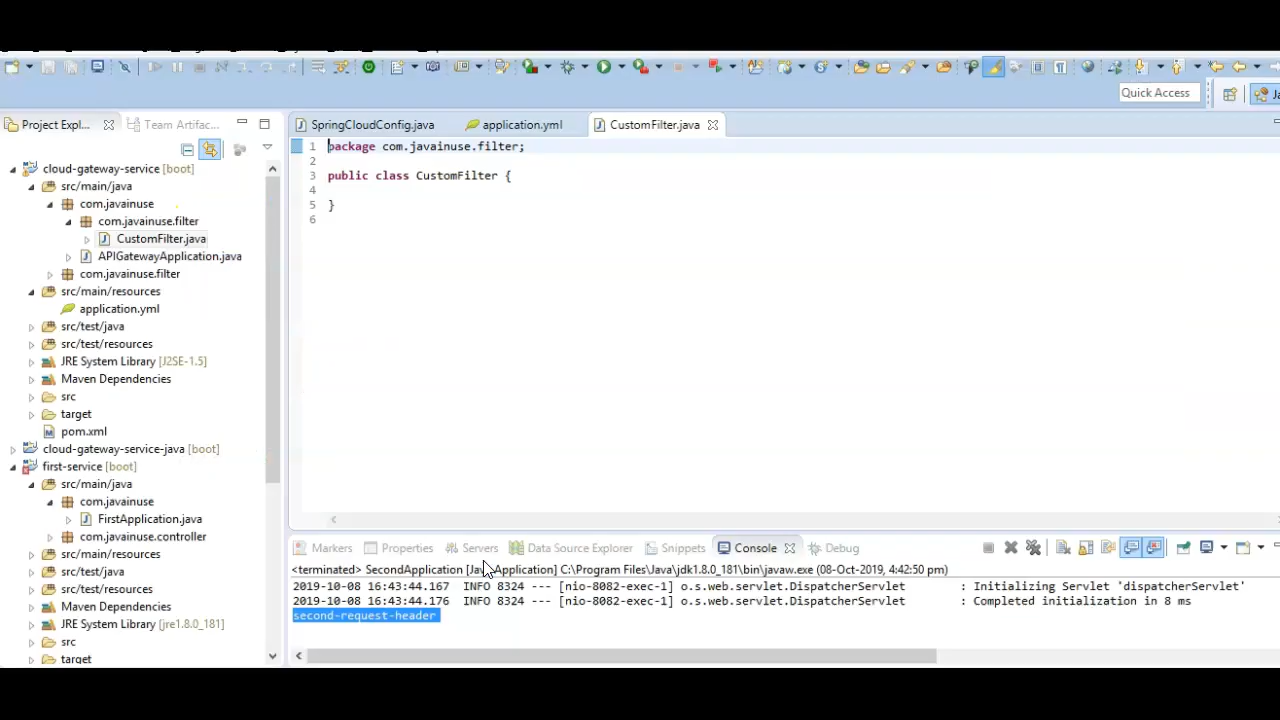 Quick Access
Ja
Project Expl...
Team Artifac...
SpringCloudConfig.java
application.yml
CustomFilter.java
cloud-gateway-service [boot]
src/main/java
com.javainuse
com.javainuse.filter
CustomFilter.java
APIGatewayApplication.java
com.javainuse.filter
src/main/resources
application.yml
src/test/java
src/test/resources
JRE System Library [J2SE-1.5]
Maven Dependencies
src
target
pom.xml
cloud-gateway-service-java [boot]
first-service [boot]
src/main/java
com.javainuse
FirstApplication.java
com.javainuse.controller
src/main/resources
src/test/java
src/test/resources
Maven Dependencies
JRE System Library [jre1.8.0_181]
src
target
1 package com.javainuse.filter;
2
3 public class CustomFilter {
4
5 }
6
Markers
Properties
Servers
Data Source Explorer
Snippets
Console
Debug
<terminated> SecondApplication [Java Application] C:\Program Files\Java\jdk1.8.0_181\bin\javaw.exe (08-Oct-2019, 4:42:50 pm)
2019-10-08 16:43:44.167 INFO 8324 --- [nio-8082-exec-1] o.s.web.servlet.DispatcherServlet : Initializing Servlet 'dispatcherServlet'
2019-10-08 16:43:44.176 INFO 8324 --- [nio-8082-exec-1] o.s.web.servlet.DispatcherServlet : Completed initialization in 8 ms
second-request-header